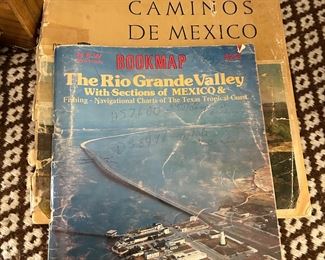 CAMINOS
DE MEXICO
BOOKMAP
The Rio Grande Valley
With Sections of MEXICO &
Fishing - Navigational Charts of The Texas Tropical Coast